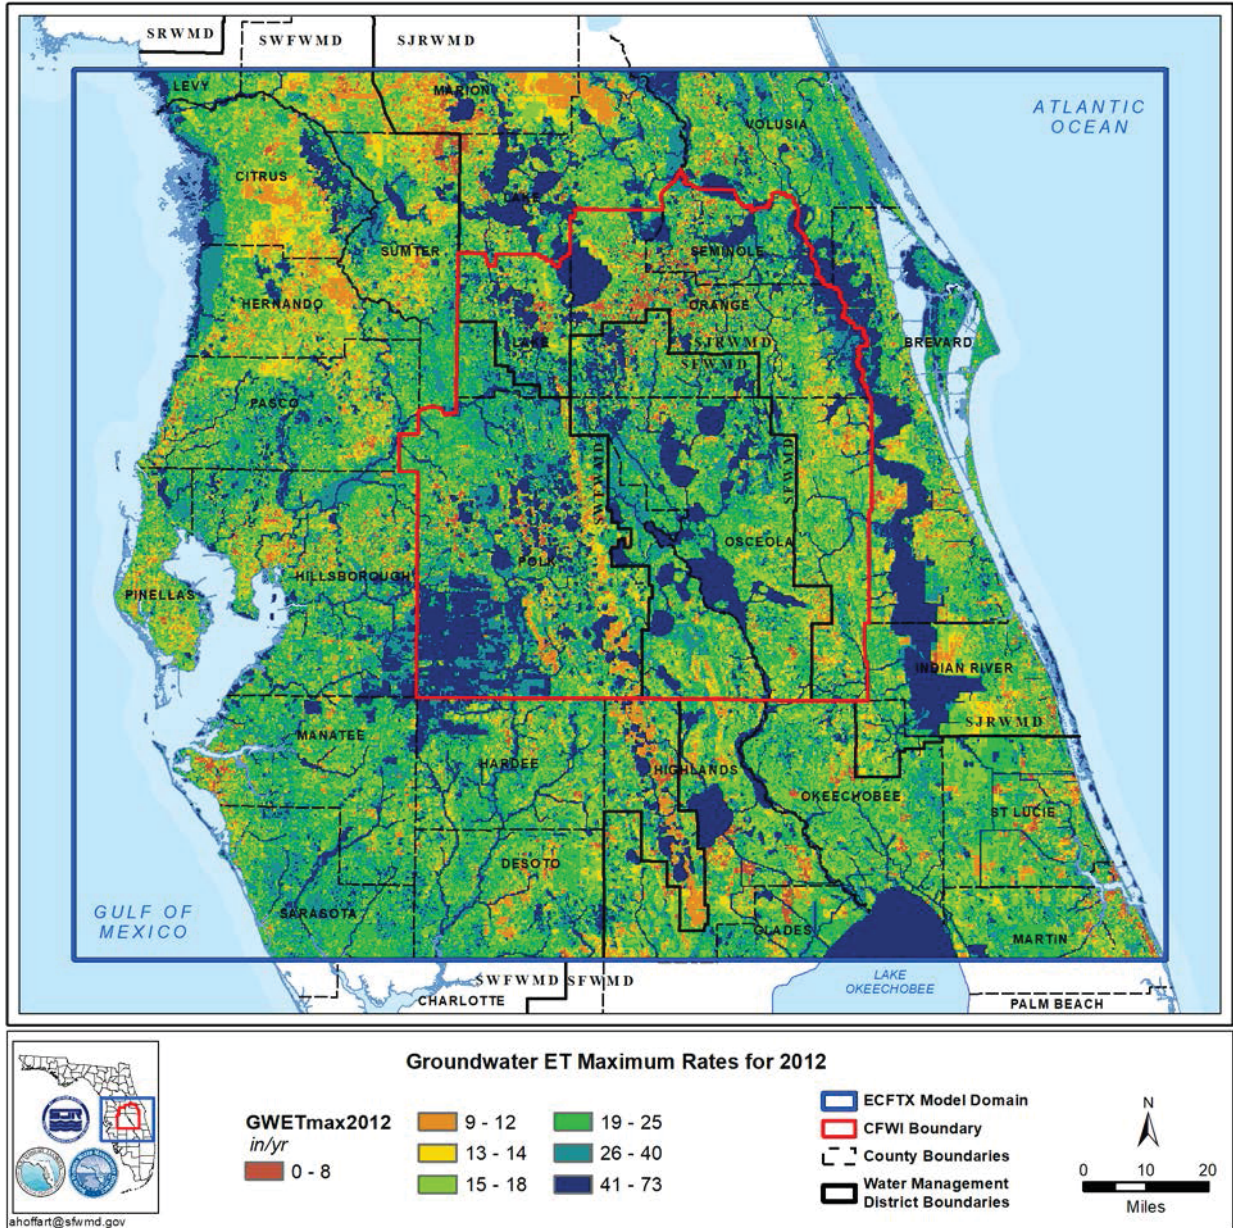 SRWMD
SWFWMD
SJRWMD
LEVY
MARION
VOLUSIA
ATLANTIC
OCEAN
CITRUS
LAKE
SUMTER
SEMINOLE
HERNANDO
ORANGE
LAKE
SJRWMD
BREVARD
SFWMD
PASCO
SWFWMD
SFWMD
OSCEOLA
POLK
HILLSBOROUGH
PINELLAS
INDIAN RIVER
SJRWMD
MANATEE
HARDEE
HIGHLANDS
OKEECHOBEE
ST LUCIE
DESOTO
GULF OF
MEXICO
SARASOTA
GLADES
MARTIN
SWFWMD
SFWMD
CHARLOTTE
LAKE
OKEECHOBEE
PALM BEACH
Groundwater ET Maximum Rates for 2012
GWETmax2012
in/yr
0 - 8
9 - 12
13 - 14
15 - 18
19 - 25
26 - 40
41 - 73
ECFTX Model Domain
CFWI Boundary
County Boundaries
Water Management
District Boundaries
N
0 10 20
Miles
SJR
ahoffart@sfwmd.gov